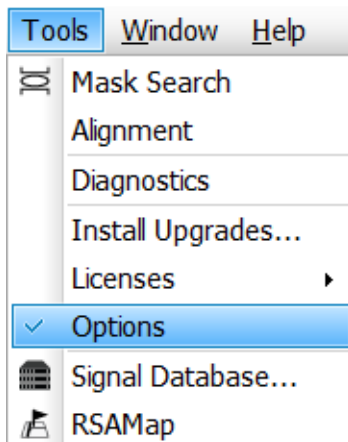 Tools Window Help
Mask Search
Alignment
Diagnostics
Install Upgrades...
Licenses
Options
Signal Database...
RSAMap